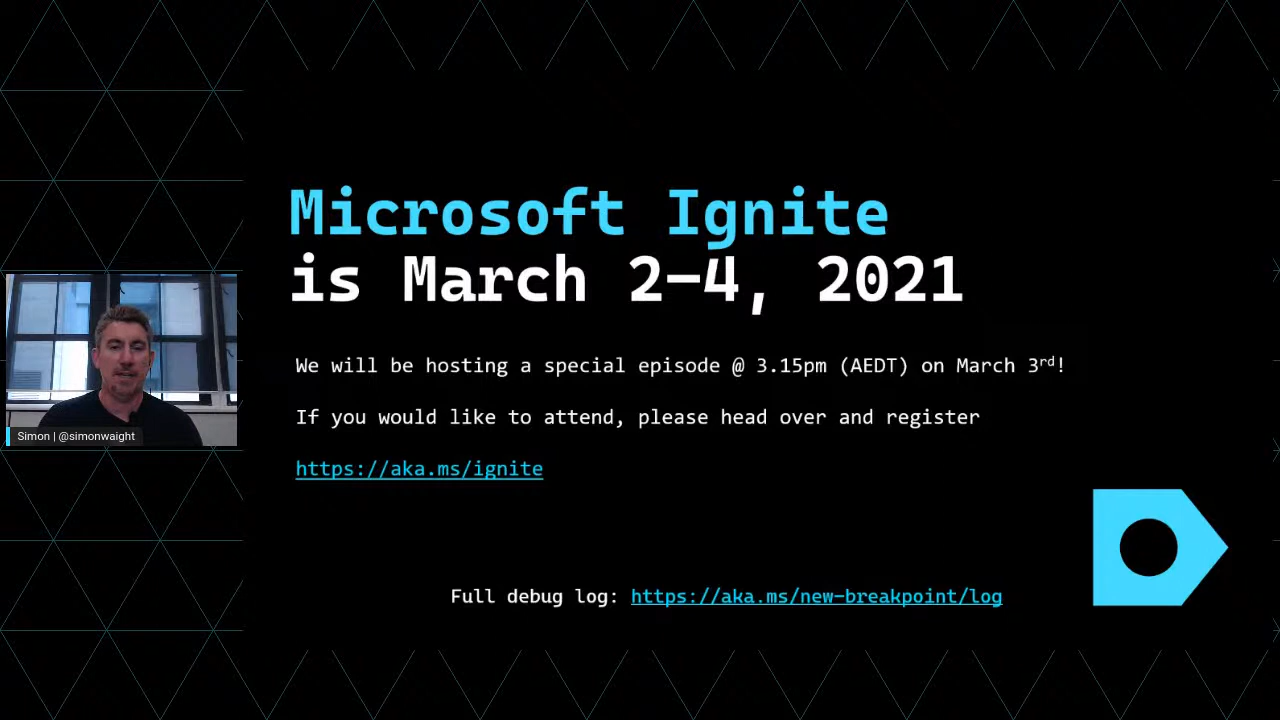 Microsoft Ignite
is March 2-4, 2021
We will be hosting a special episode @ 3.15pm (AEDT) on March 3rd!
If you would like to attend, please head over and register
https://aka.ms/ignite
Simon | @simonwaight
Full debug log: https://aka.ms/new-breakpoint/log